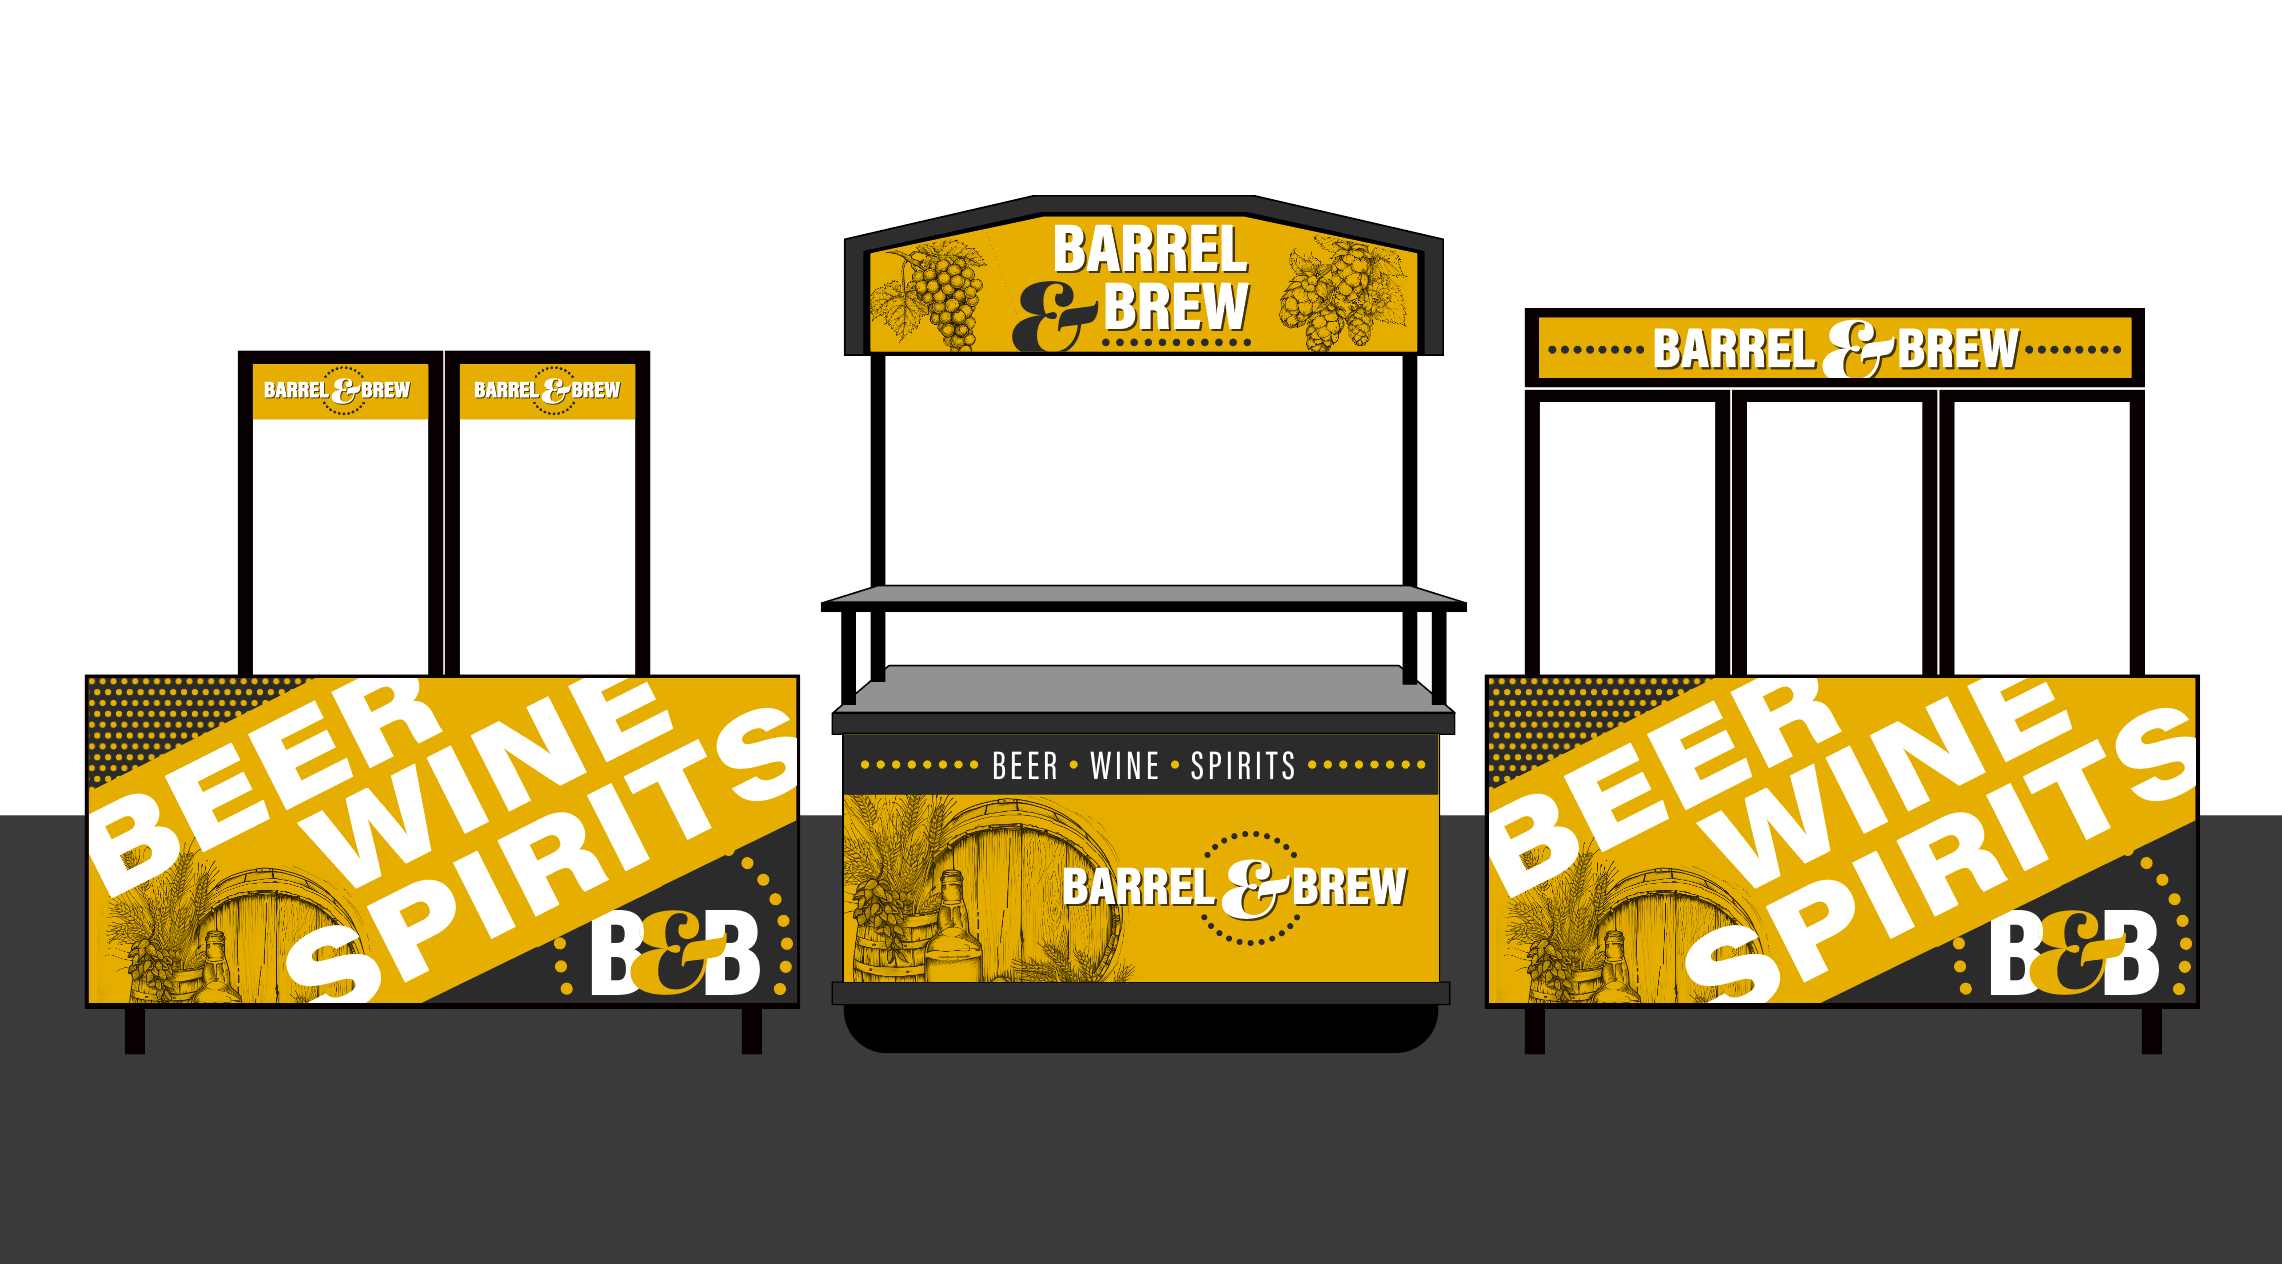 BARREL & BREW
BARREL & BREW
BEER
WINE
SPIRITS
B&B
BARREL
& BREW
BEER • WINE • SPIRITS
BARREL & BREW
BARREL & BREW
BEER
WINE
SPIRITS
B&B